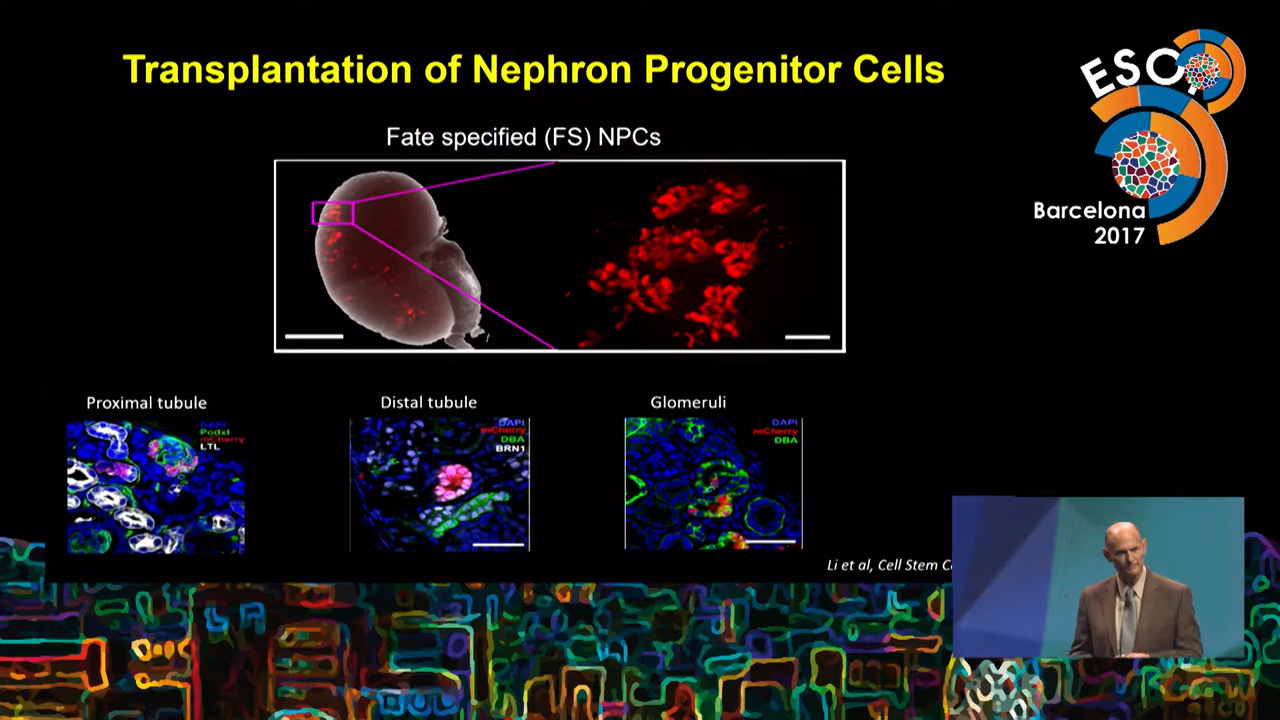 Transplantation of Nephron Progenitor Cells
ESO
Barcelona
2017
Fate specified (FS) NPCs
Proximal tubule
DAPI
Podxl
mCherry
LTL
Distal tubule
DAPI
mCherry
DBA
BRN1
Glomeruli
DAPI
mCherry
DBA
Li et al, Cell Stem